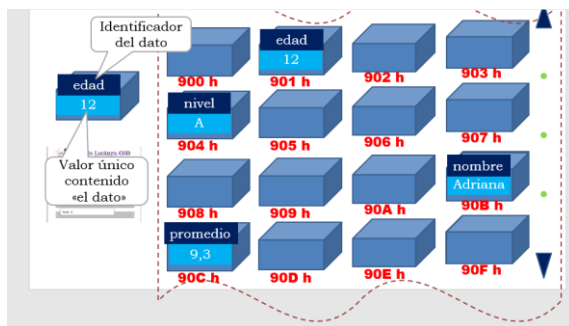 Identificador
del dato
edad
12
edad
12
900 h
901 h
902 h
903 h
nivel
A
904 h
905 h
906 h
907 h
Lectura
Valor único
contenido
«el dato»
nombre
Adriana
908 h
909 h
90A h
90B h
promedio
9,3
90C h
90D h
90E h
90F h